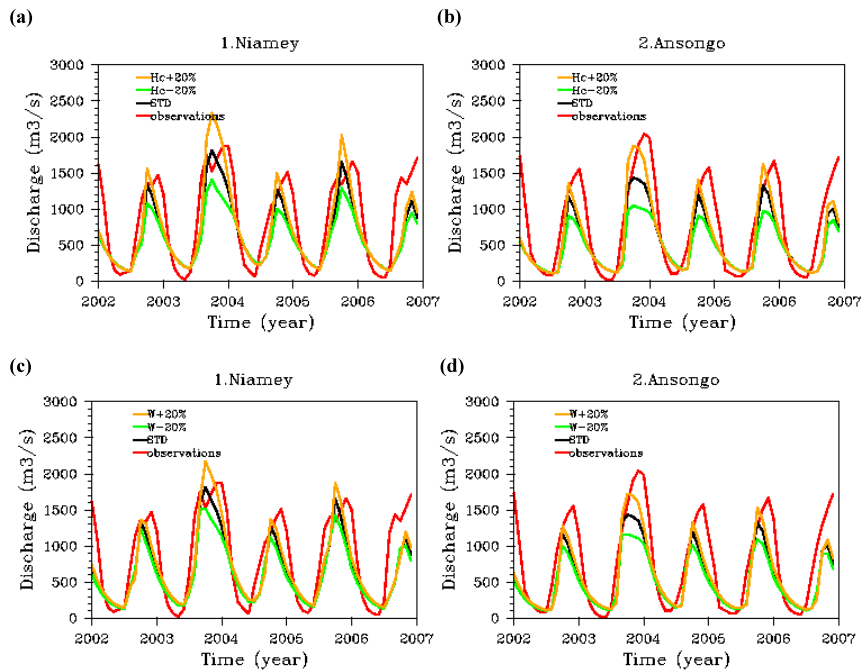 (a)
1.Niamey
Discharge (m3/s)
3000
2500
2000
1500
1000
500
0
Hc+20%
Hc-20%
STD
observations
2002 2003 2004 2005 2006 2007
Time (year)
(b)
2.Ansongo
Discharge (m3/s)
3000
2500
2000
1500
1000
500
0
Hc+20%
Hc-20%
STD
observations
2002 2003 2004 2005 2006 2007
Time (year)
(c)
1.Niamey
Discharge (m3/s)
3000
2500
2000
1500
1000
500
0
W+20%
W-20%
STD
observations
2002 2003 2004 2005 2006 2007
Time (year)
(d)
2.Ansongo
Discharge (m3/s)
3000
2500
2000
1500
1000
500
0
W+20%
W-20%
STD
observations
2002 2003 2004 2005 2006 2007
Time (year)